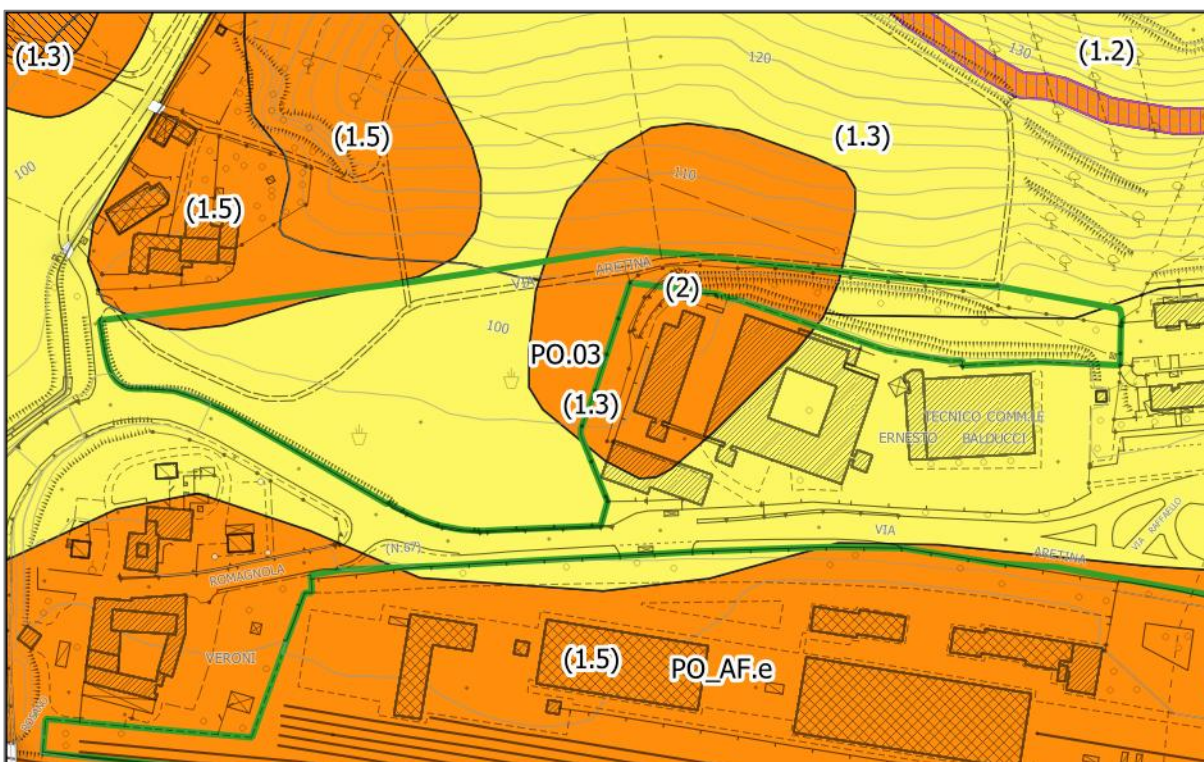 (1.3)
130
(1.2)
120
(1.5)
(1.3)
100
110
(1.5)
VIA ARETINA
(2)
100
PO.03
(1.3)
TECNICO COMM.LE
ERNESTO BALDUCCI
VIA RAFFAELLO
VIA ARETINA
(N.67)
ROMAGNOLA
VERONI
(1.5)
PO_AF.e
ROSANO